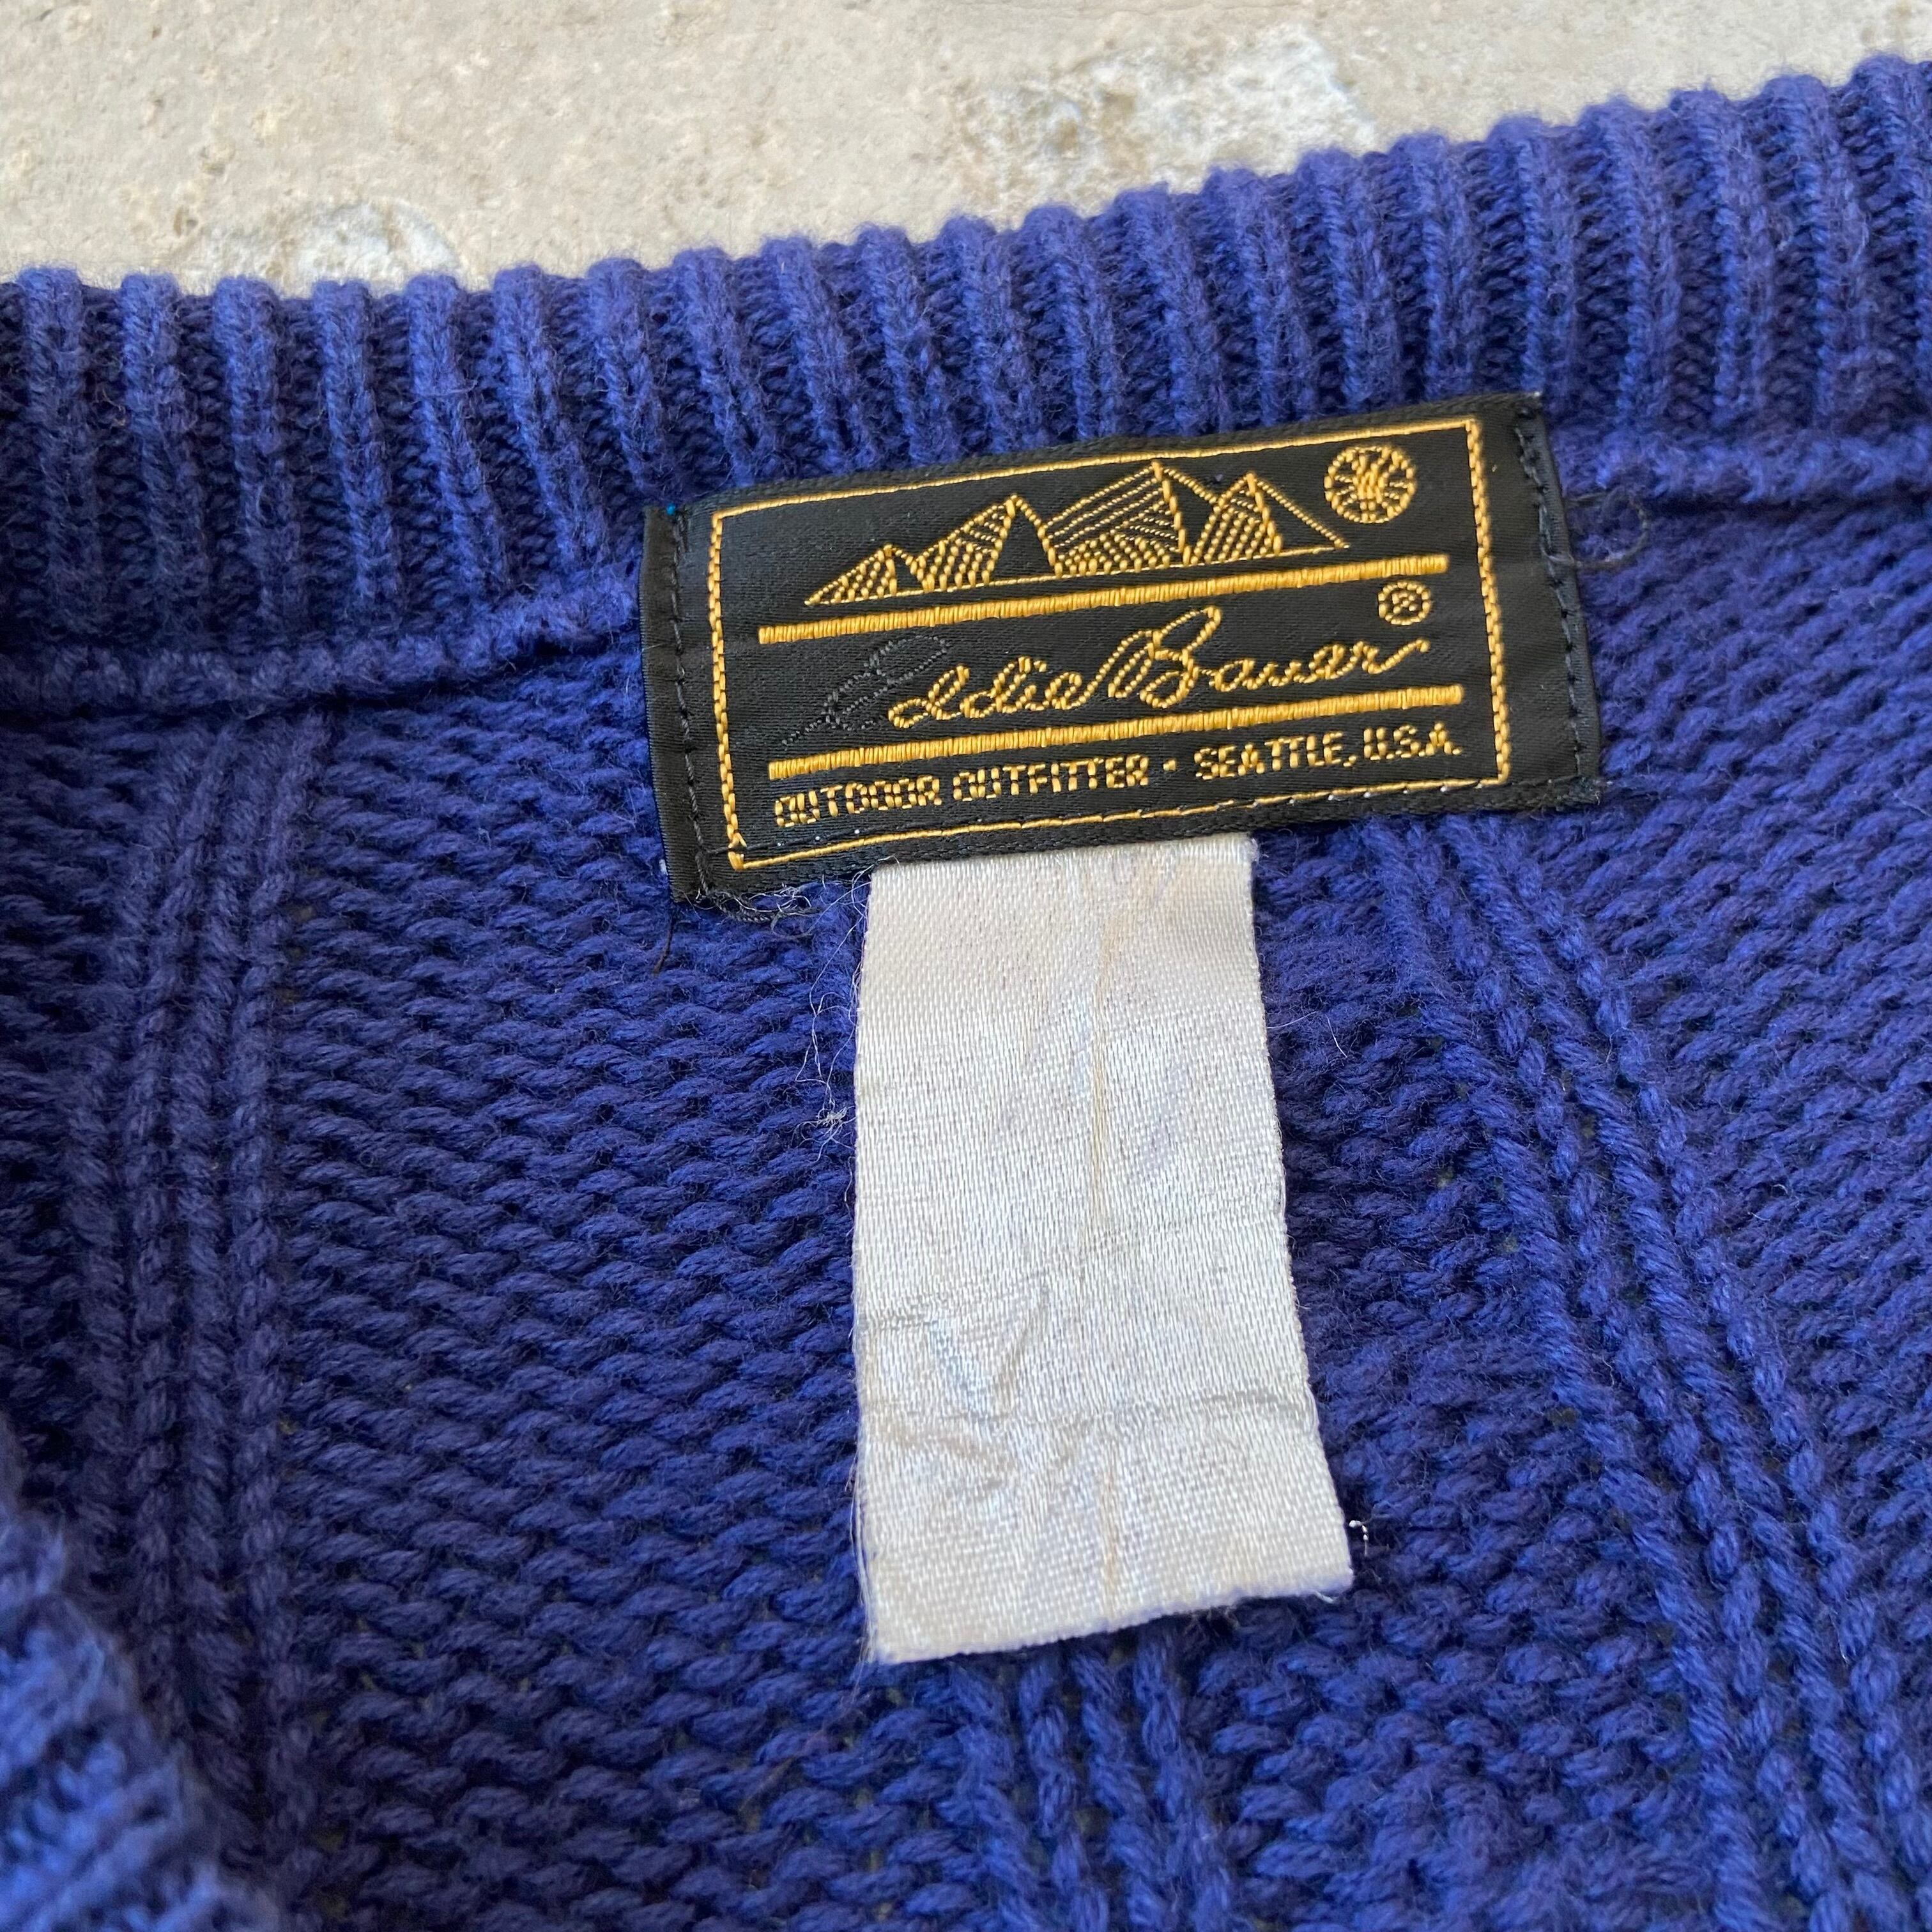 Eddie Bauer ®
OUTDOOR OUTFITTER · SEATTLE, U.S.A.